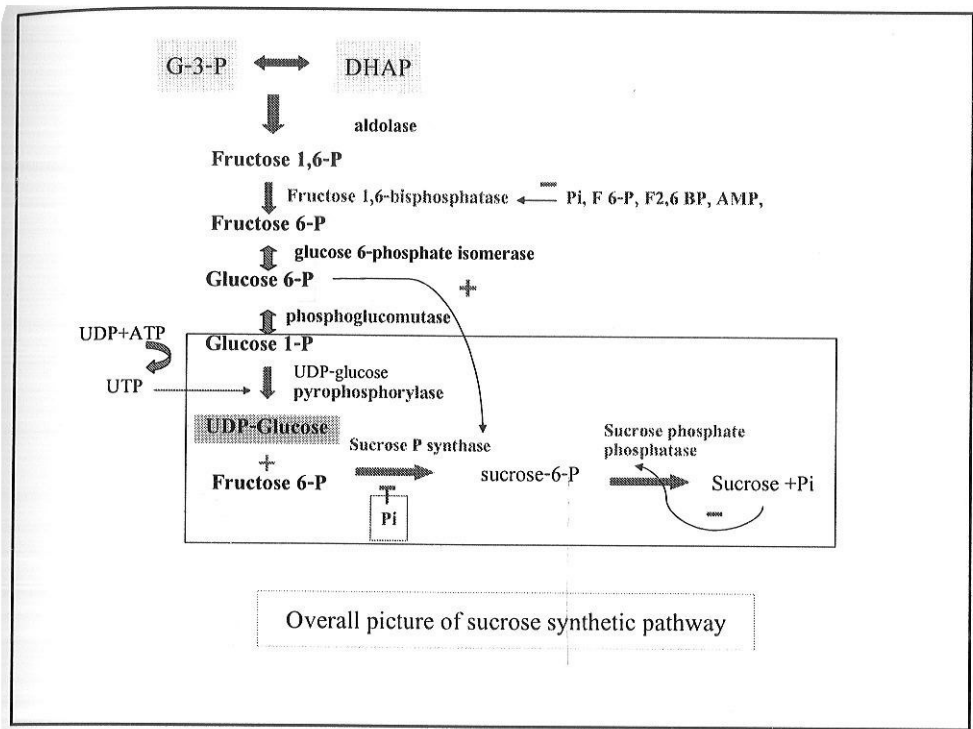 G-3-P DHAP
aldolase
Fructose 1,6-P
Fructose 1,6-bisphosphatase Pi, F 6-P, F2,6 BP, AMP,
Fructose 6-P
glucose 6-phosphate isomerase
Glucose 6-P
+
phosphoglucomutase
UDP+ATP
Glucose 1-P
UTP
UDP-glucose
pyrophosphorylase
UDP-Glucose
+
Fructose 6-P
Sucrose P synthase
Pi
sucrose-6-P
Sucrose phosphate
phosphatase
Sucrose +Pi
Overall picture of sucrose synthetic pathway